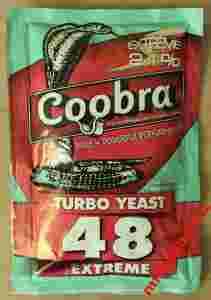 EXTREME
24%
Coobra
TURBO YEAST
48
EXTREME